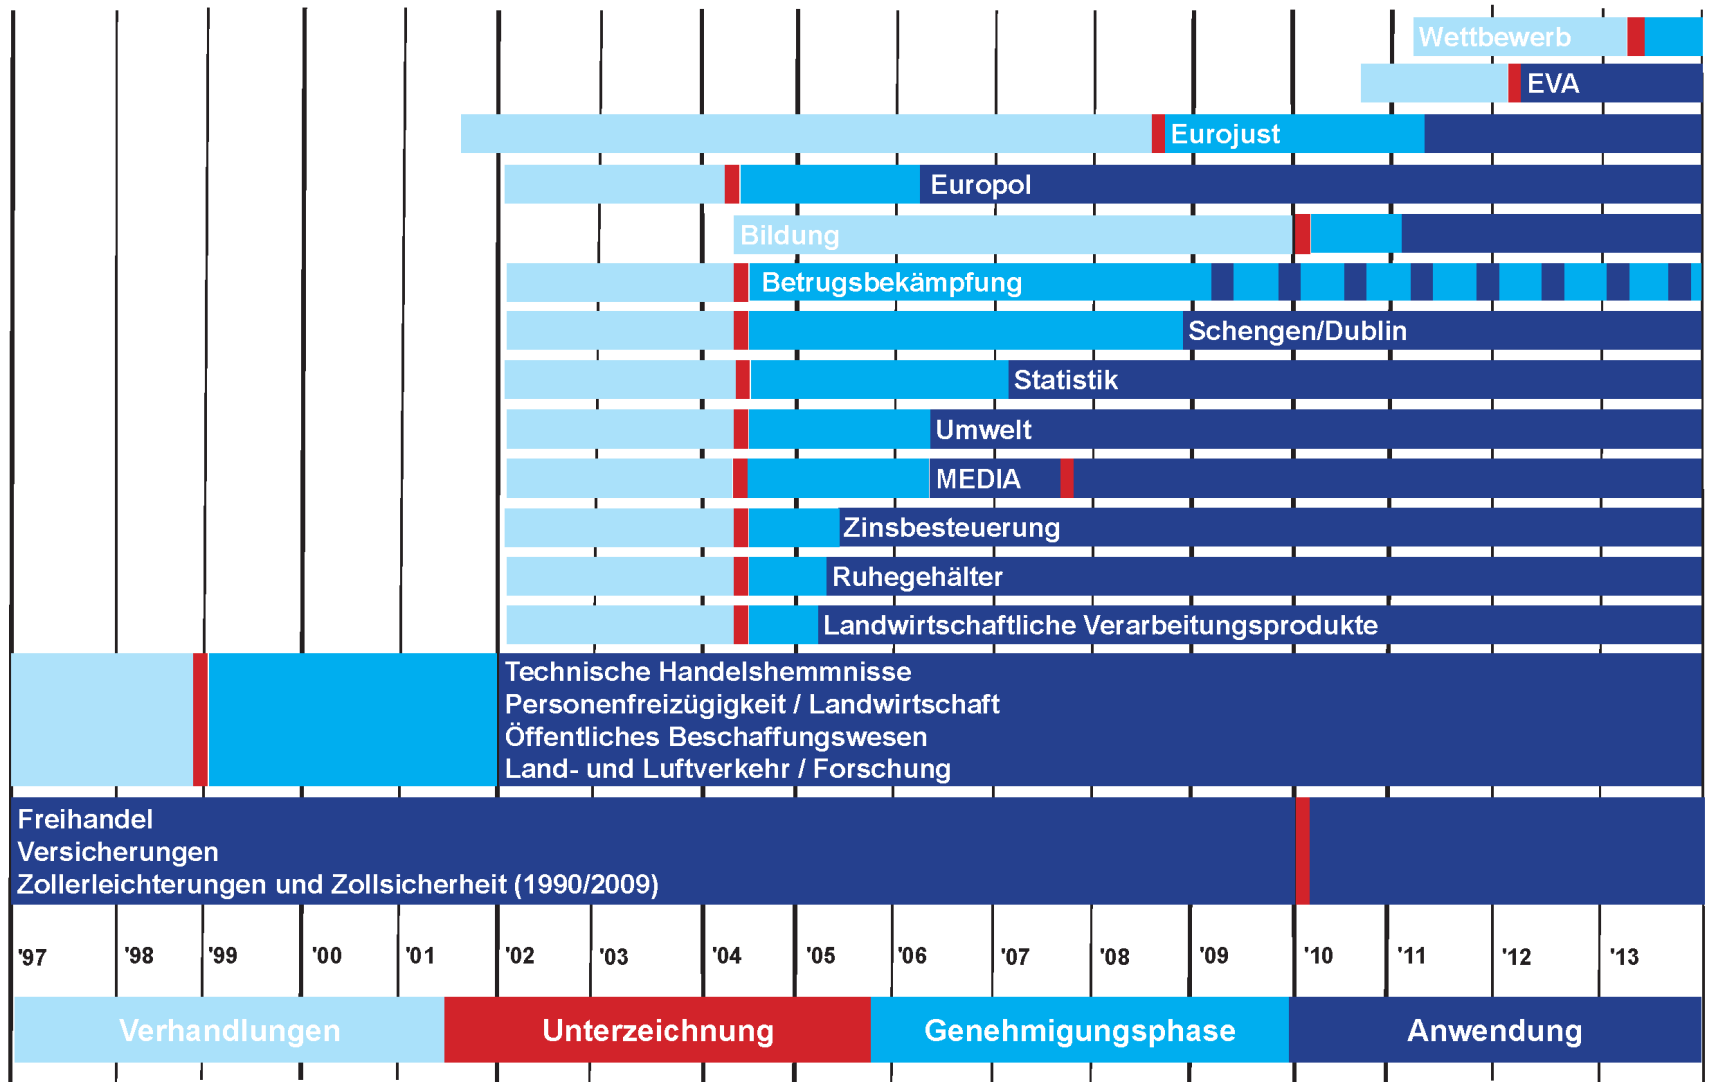 Wettbewerb
EVA
Eurojust
Europol
Bildung
Betrugsbekämpfung
Schengen/Dublin
Statistik
Umwelt
MEDIA
Zinsbesteuerung
Ruhegehälter
Landwirtschaftliche Verarbeitungsprodukte
Technische Handelshemmnisse
Personenfreizügigkeit / Landwirtschaft
Öffentliches Beschaffungswesen
Land- und Luftverkehr / Forschung
Freihandel
Versicherungen
Zollerleichterungen und Zollsicherheit (1990/2009)
'97 '98 '99 '00 '01 '02 '03 '04 '05 '06 '07 '08 '09 '10 '11 '12 '13
Verhandlungen Unterzeichnung Genehmigungsphase Anwendung